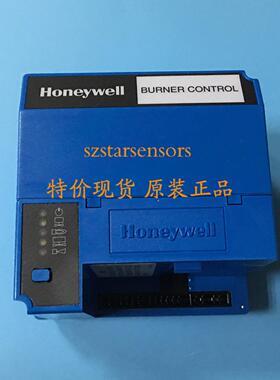 Honeywell
BURNER CONTROL
szstarsensors
特价现货 原装正品
Honeywell